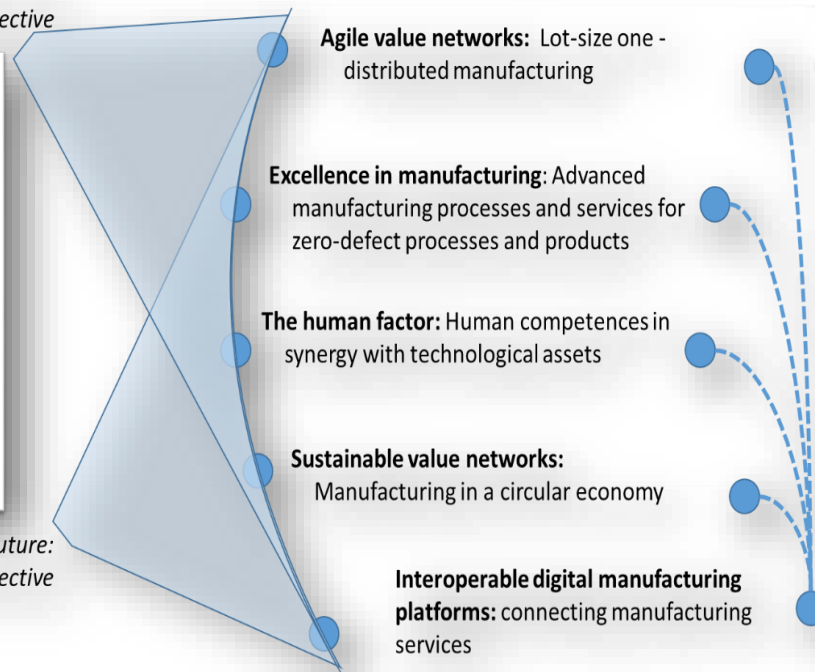 ective
Agile value networks: Lot-size one -
distributed manufacturing
Excellence in manufacturing: Advanced
manufacturing processes and services for
zero-defect processes and products
The human factor: Human competences in
synergy with technological assets
Sustainable value networks:
Manufacturing in a circular economy
uture:
ective
Interoperable digital manufacturing
platforms: connecting manufacturing
services